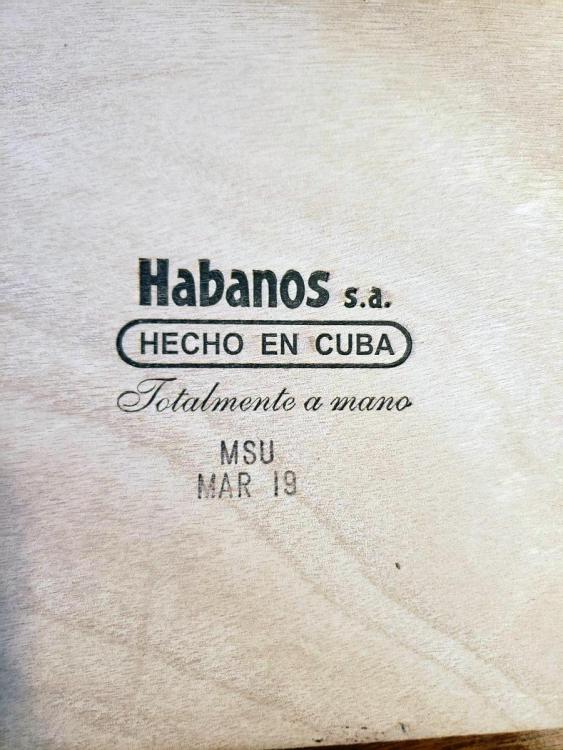 Habanos s.a.
HECHO EN CUBA
Totalmente a mano
MSU
MAR 19